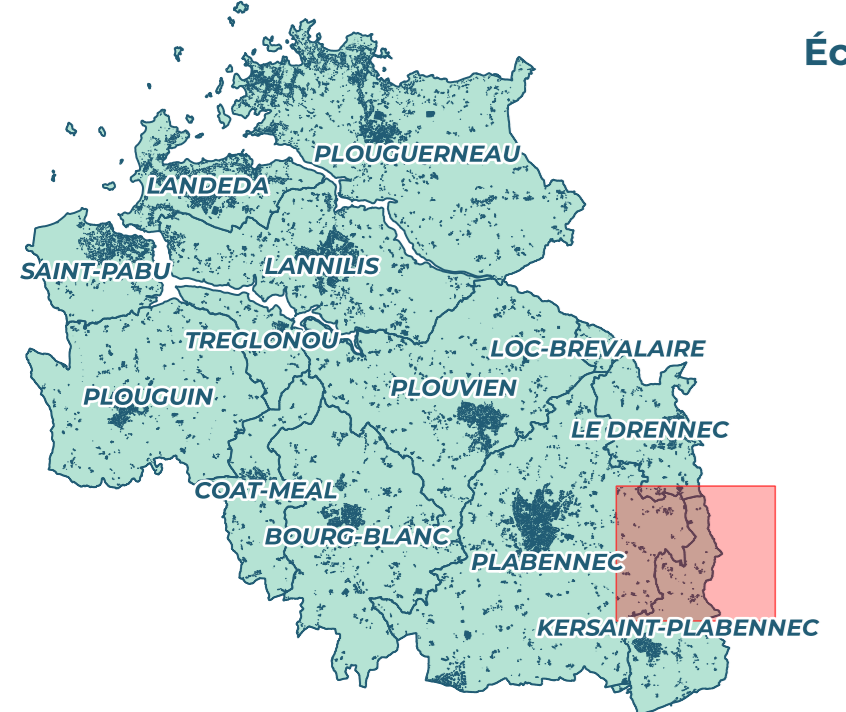 Éc
PLOUGUERNEAU
LANDEDA
LANNILIS
SAINT-PABU
TREGLONOU
LOC-BREVALAIRE
PLOUGUIN
PLOUVIEN
LE DRENNEC
COAT-MEAL
BOURG-BLANC
PLABENNEC
KERSAINT-PLABENNEC